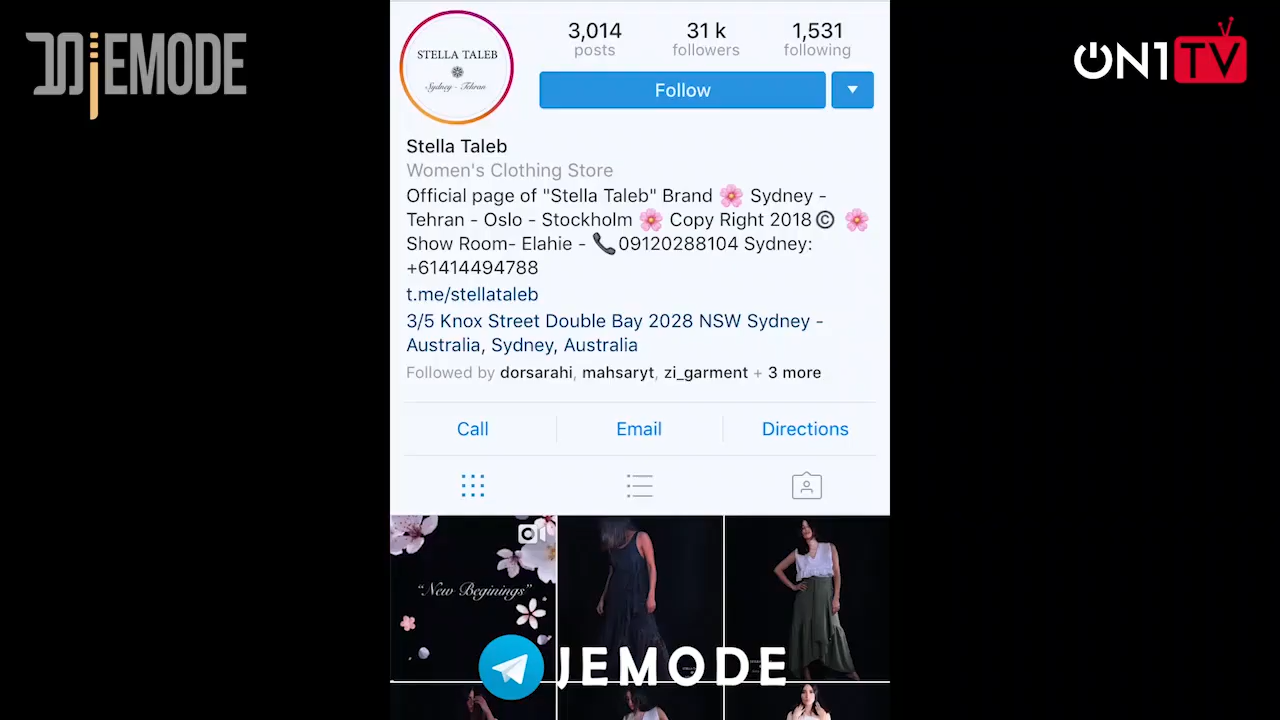 JEMODE
ON1 TV
STELLA TALEB
Sydney - Tehran
3,014
posts
31 k
followers
1,531
following
Follow
Stella Taleb
Women's Clothing Store
Official page of "Stella Taleb" Brand 🌸 Sydney -
Tehran - Oslo - Stockholm 🌸 Copy Right 2018© 🌸
Show Room- Elahie - 📞09120288104 Sydney:
+61414494788
t.me/stellataleb
3/5 Knox Street Double Bay 2028 NSW Sydney -
Australia, Sydney, Australia
Followed by dorsarahi, mahsaryt, zi_garment + 3 more
Call
Email
Directions
“New Beginings”
JEMODE